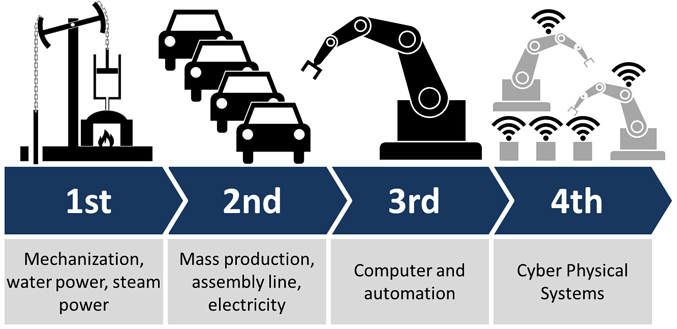 1st
2nd
3rd
4th
Mechanization,
water power, steam
power
Mass production,
assembly line,
electricity
Computer and
automation
Cyber Physical
Systems